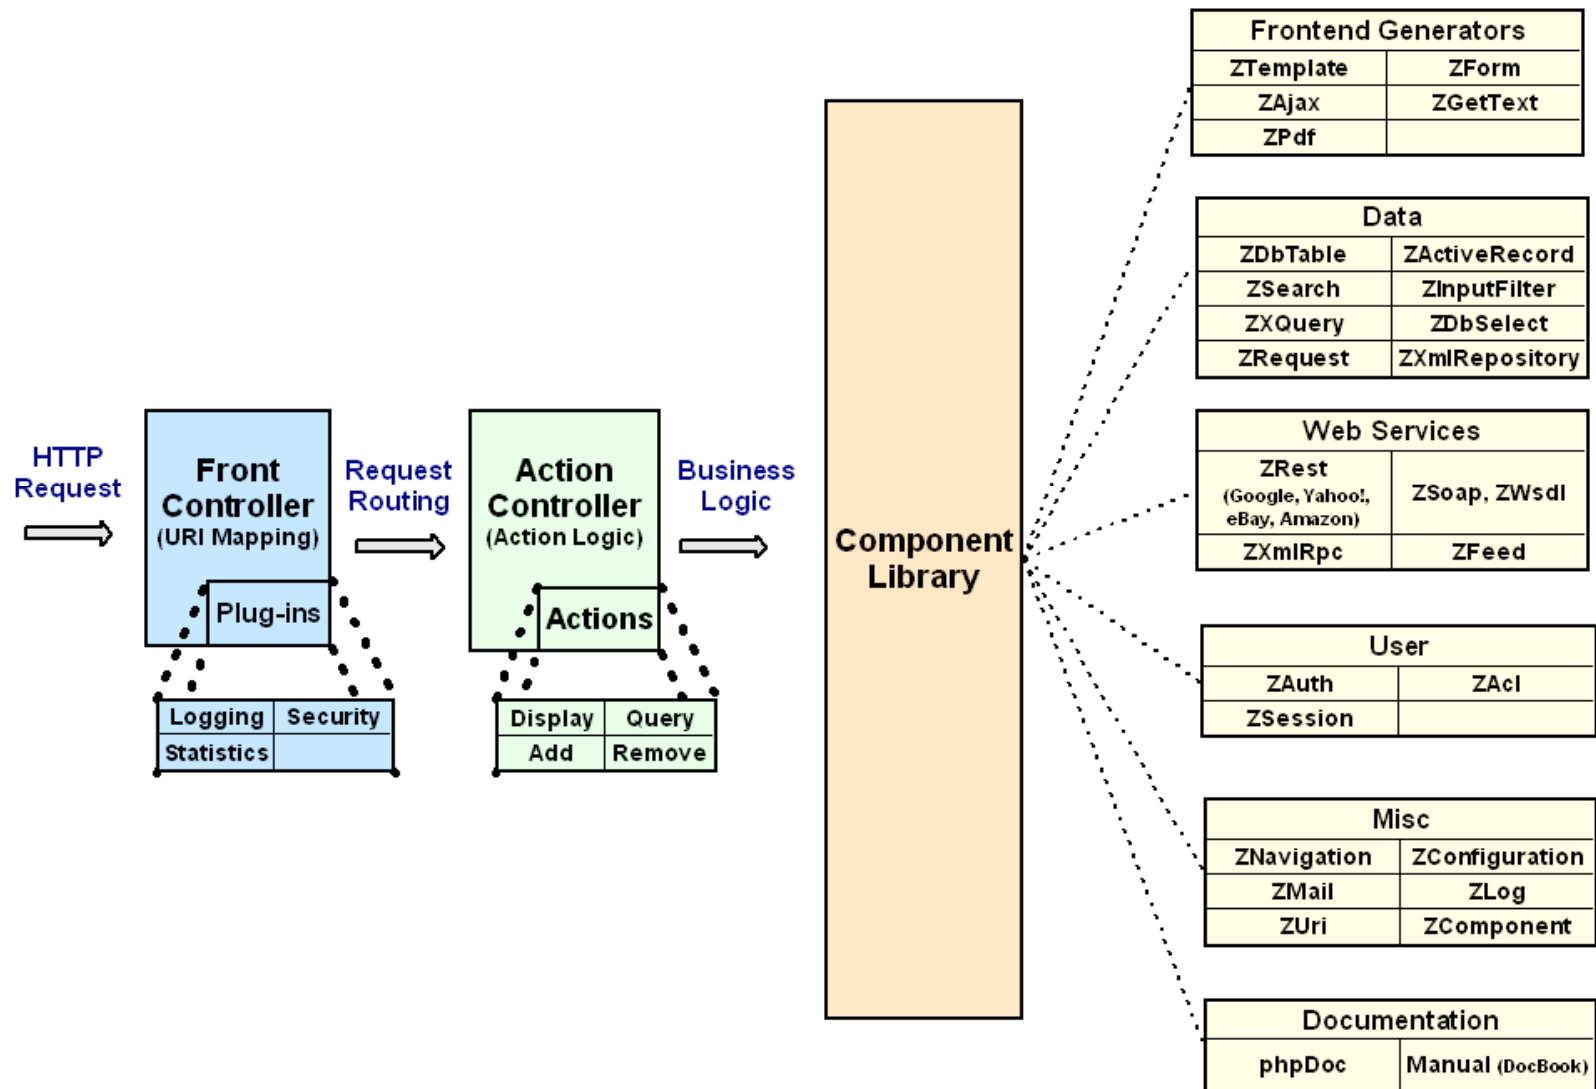 HTTP
Request
Front
Controller
(URI Mapping)
Plug-ins
Logging Security
Statistics
Request
Routing
Action
Controller
(Action Logic)
Actions
Display Query
Add Remove
Business
Logic
Component
Library
Frontend Generators
ZTemplate ZForm
ZAjax ZGetText
ZPdf
Data
ZDbTable ZActiveRecord
ZSearch ZInputFilter
ZXQuery ZDbSelect
ZRequest ZXmlRepository
Web Services
ZRest
(Google, Yahoo!,
eBay, Amazon)
ZSoap, ZWsdl
ZXmlRpc ZFeed
User
ZAuth ZAcl
ZSession
Misc
ZNavigation ZConfiguration
ZMail ZLog
ZUri ZComponent
Documentation
phpDoc Manual (DocBook)